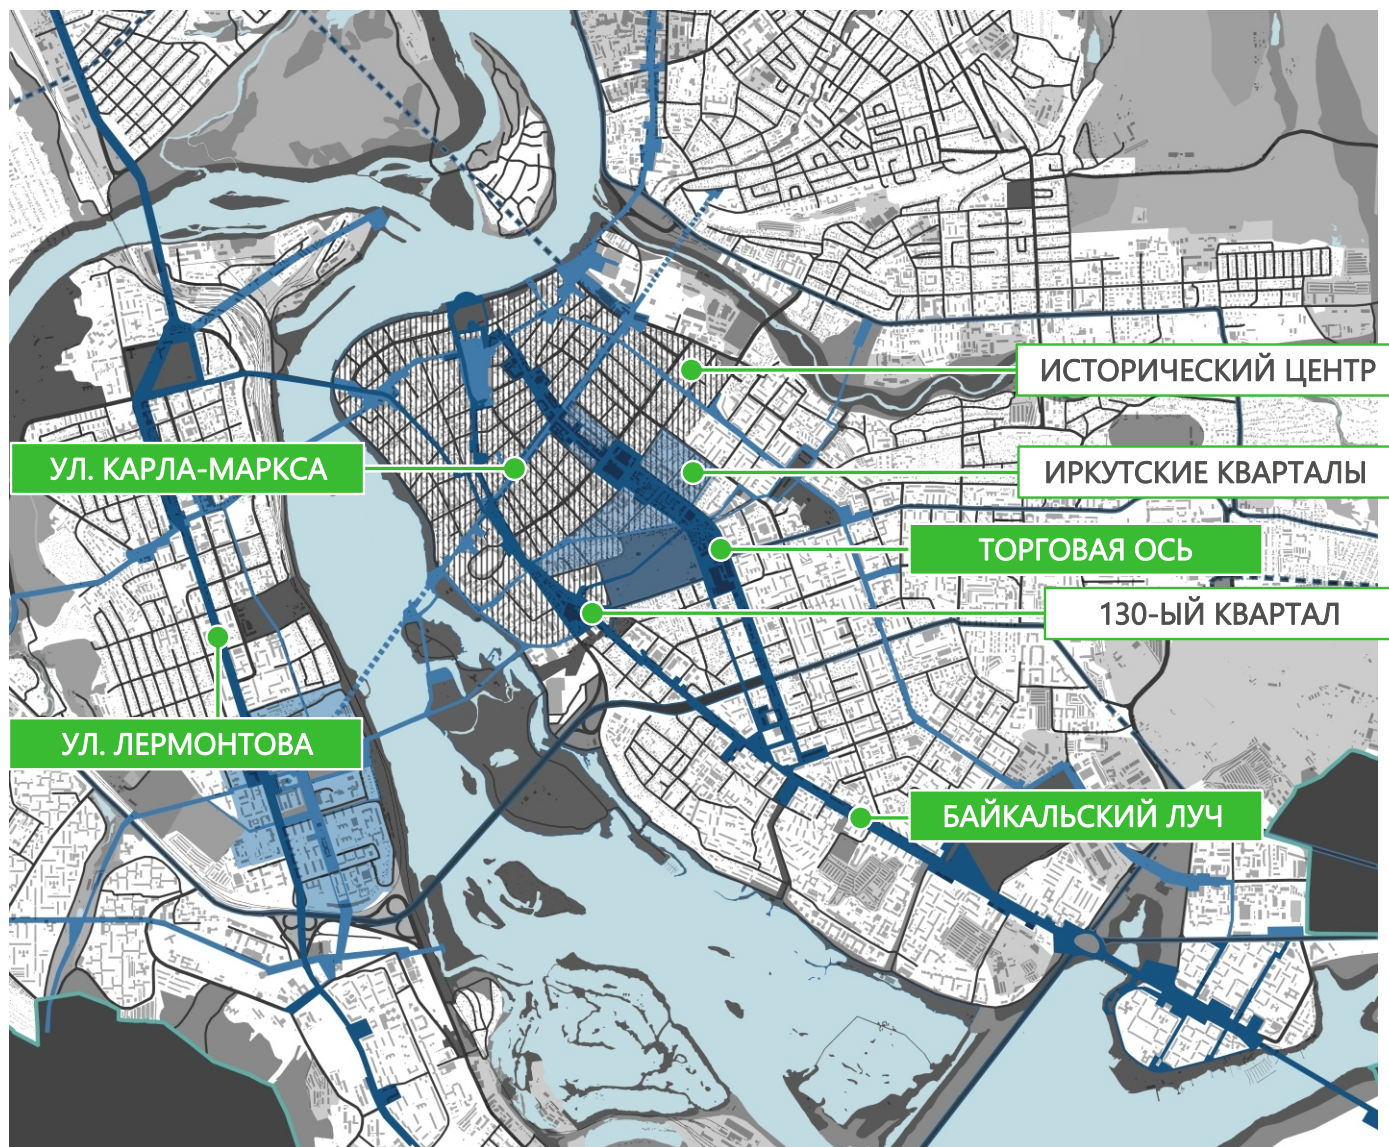 ИСТОРИЧЕСКИЙ ЦЕНТР
УЛ. КАРЛА-МАРКСА
ИРКУТСКИЕ КВАРТАЛЫ
ТОРГОВАЯ ОСЬ
130-ЫЙ КВАРТАЛ
УЛ. ЛЕРМОНТОВА
БАЙКАЛЬСКИЙ ЛУЧ